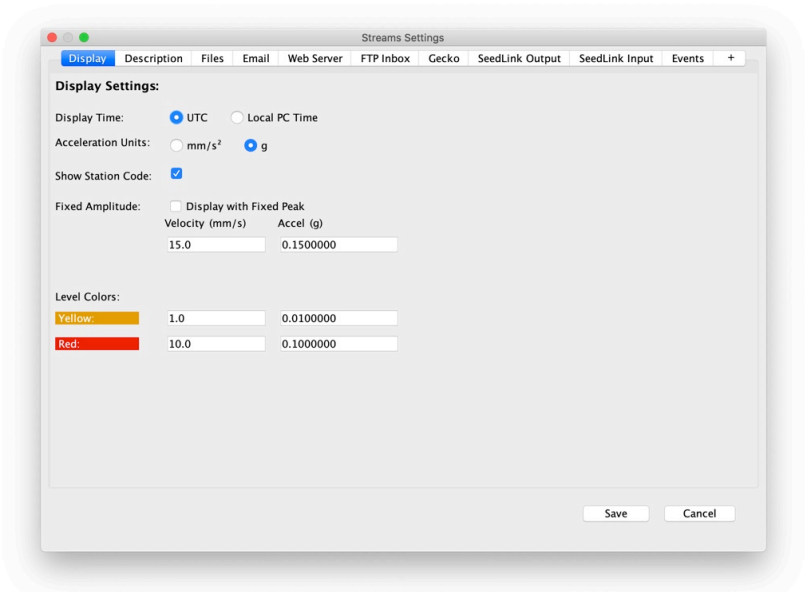 Streams Settings
Display Description Files Email Web Server FTP Inbox Gecko SeedLink Output SeedLink Input Events +
Display Settings:
Display Time: UTC Local PC Time
Acceleration Units: mm/s² g
Show Station Code:
Fixed Amplitude: Display with Fixed Peak
Velocity (mm/s) Accel (g)
15.0 0.1500000
Level Colors:
Yellow: 1.0 0.0100000
Red: 10.0 0.1000000
Save Cancel